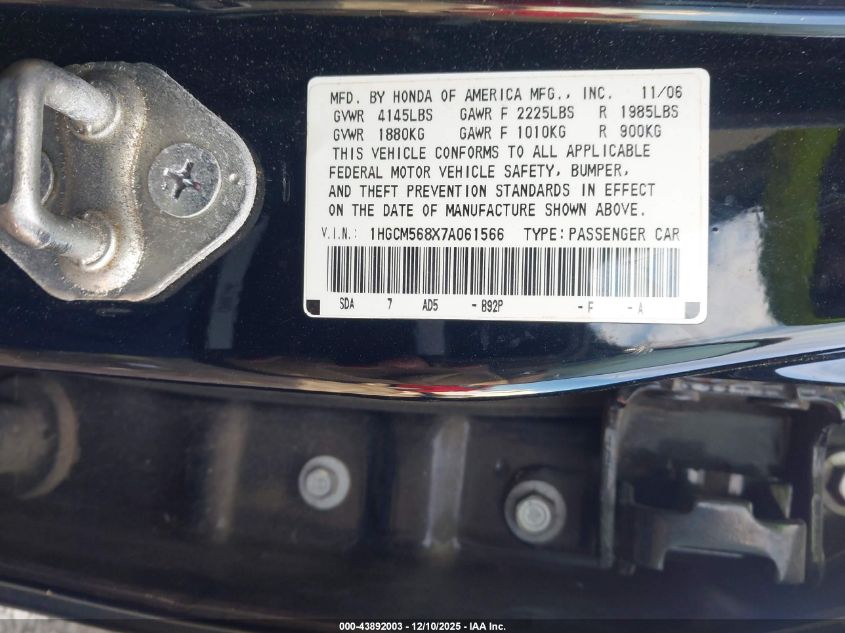 MFD. BY HONDA OF AMERICA MFG., INC. 11/06
GVWR 4145LBS GAWR F 2225LBS R 1985LBS
GVWR 1880KG GAWR F 1010KG R 900KG
THIS VEHICLE CONFORMS TO ALL APPLICABLE
FEDERAL MOTOR VEHICLE SAFETY, BUMPER,
AND THEFT PREVENTION STANDARDS IN EFFECT
ON THE DATE OF MANUFACTURE SHOWN ABOVE.
V.I.N.: 1HGCM568X7A061566 TYPE: PASSENGER CAR
SDA 7 AD5 -B92P -F -A
000-43892003 - 12/10/2025 - IAA Inc.